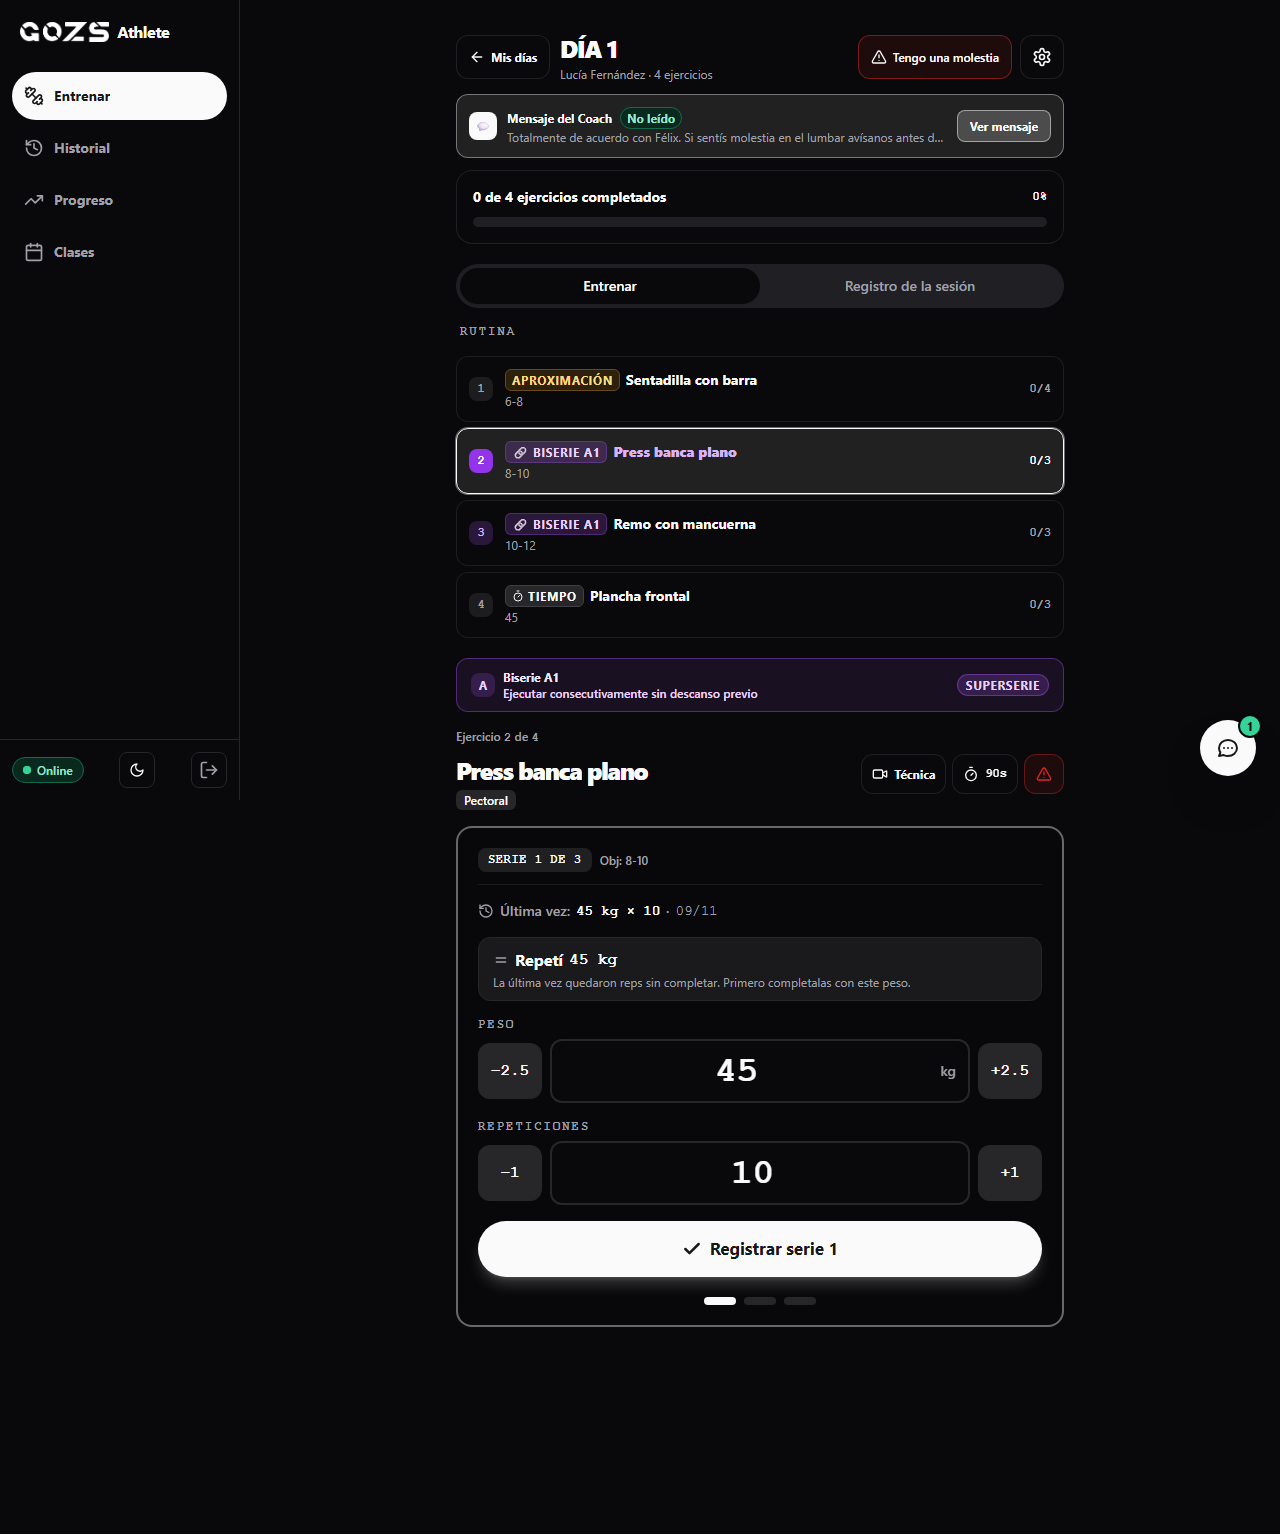 GOZS Athlete
Entrenar
Historial
Progreso
Clases
Online
Mis días
DÍA 1
Lucía Fernández · 4 ejercicios
Tengo una molestia
Mensaje del Coach No leído
Totalmente de acuerdo con Félix. Si sentís molestia en el lumbar avísanos antes d...
Ver mensaje
0 de 4 ejercicios completados 0%
Entrenar Registro de la sesión
RUTINA
1 APROXIMACIÓN Sentadilla con barra 0/4
6-8
2 BISERIE A1 Press banca plano 0/3
8-10
3 BISERIE A1 Remo con mancuerna 0/3
10-12
4 TIEMPO Plancha frontal 0/3
45
A Biserie A1
Ejecutar consecutivamente sin descanso previo
SUPERSERIE
1
Ejercicio 2 de 4
Press banca plano
Técnica 90s
Pectoral
SERIE 1 DE 3 Obj: 8-10
Última vez: 45 kg × 10 · 09/11
= Repetí 45 kg
La última vez quedaron reps sin completar. Primero completalas con este peso.
PESO
−2.5 45 kg +2.5
REPETICIONES
−1 10 +1
Registrar serie 1